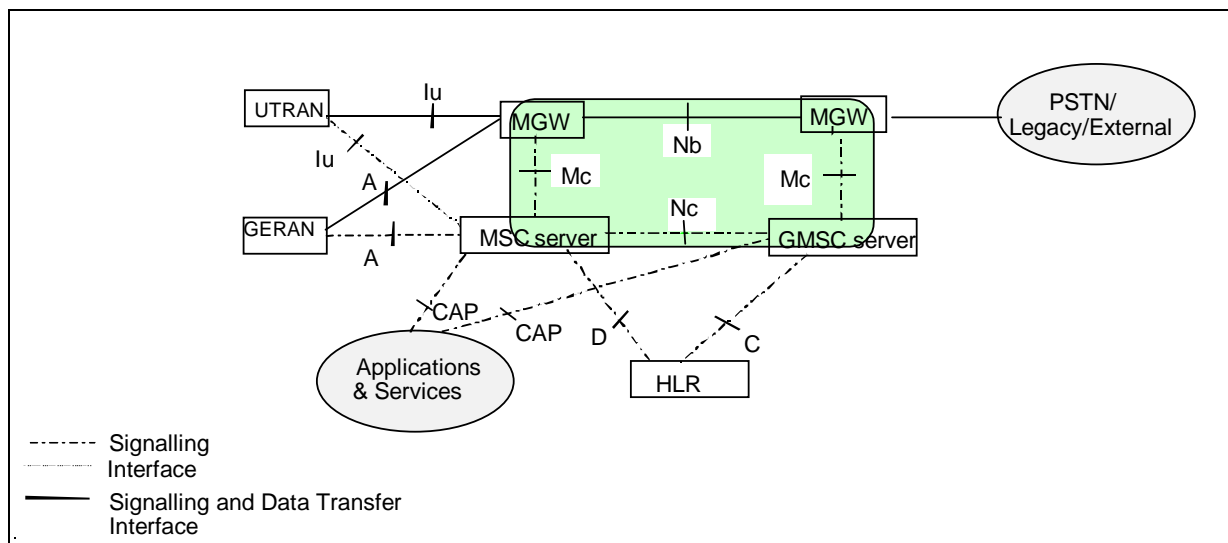 Iu
UTRAN
MGW
MGW
PSTN/
Legacy/External
Iu
Nb
A
Mc
Mc
Nc
GERAN
MSC server
GMSC server
A
CAP
CAP
D
C
Applications
& Services
HLR
Signalling
Interface
Signalling and Data Transfer
Interface
.